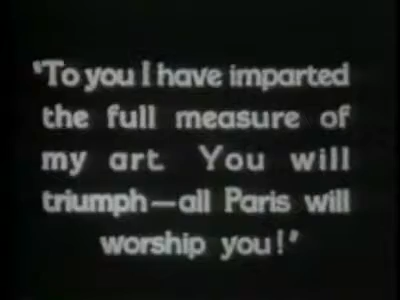 "To you I have imparted
the full measure of
my art. You will
triumph—all Paris will
worship you!"